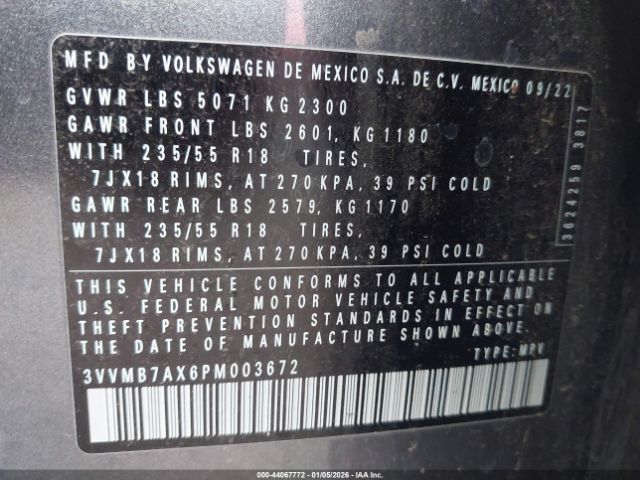 MFD BY VOLKSWAGEN DE MEXICO S.A. DE C.V. MEXICO 09/22
GVWR LBS 5071 KG 2300
GAWR FRONT LBS 2601, KG 1180
WITH 235/55 R18 TIRES,
7JX18 RIMS, AT 270 KPA, 39 PSI COLD
GAWR REAR LBS 2579, KG 1170
WITH 235/55 R18 TIRES,
7JX18 RIMS, AT 270 KPA, 39 PSI COLD
3624269 3817
THIS VEHICLE CONFORMS TO ALL APPLICABLE
U.S. FEDERAL MOTOR VEHICLE SAFETY AND
THEFT PREVENTION STANDARDS IN EFFECT ON
THE DATE OF MANUFACTURE SHOWN ABOVE.
3VVMB7AX6PM003672 TYPE: MPV
000-44067772 - 01/05/2026 - IAAI.com